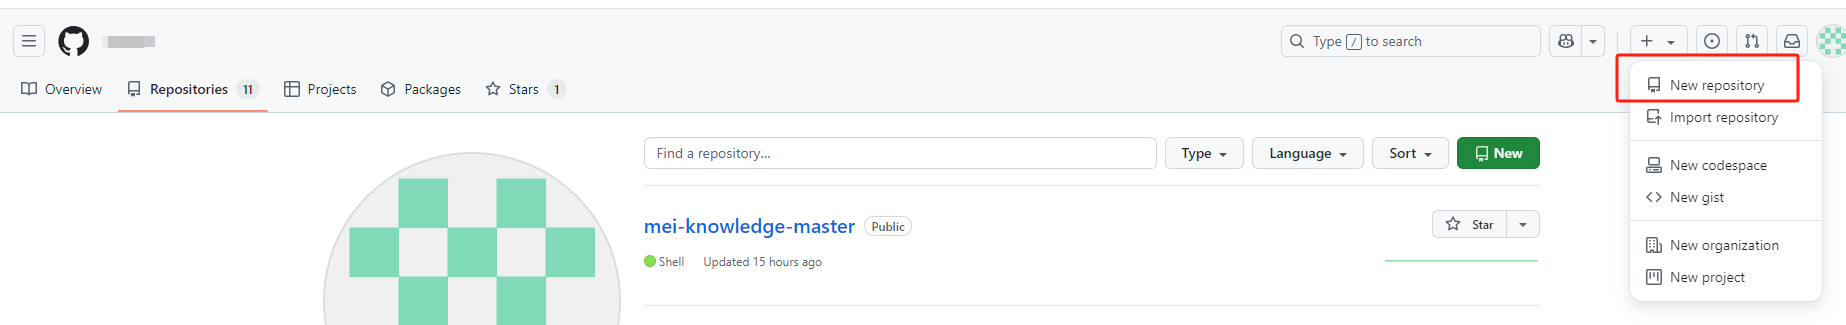 Type / to search
Overview Repositories 11 Projects Packages Stars 1
New repository
Import repository
New codespace
New gist
New organization
New project
Find a repository... Type Language Sort New
mei-knowledge-master Public Star
Shell Updated 15 hours ago